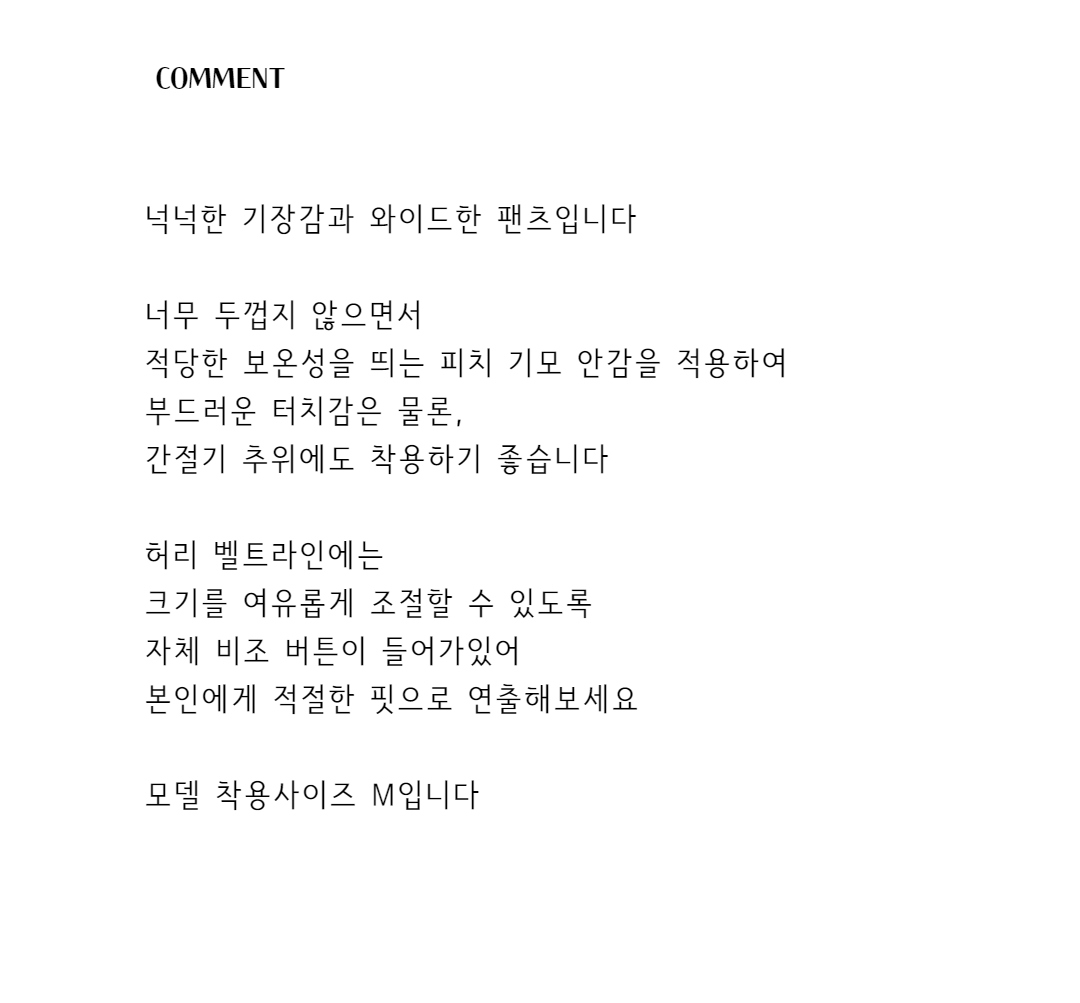 COMMENT
넉넉한 기장감과 와이드한 팬츠입니다
너무 두껍지 않으면서
적당한 보온성을 띄는 피치 기모 안감을 적용하여
부드러운 터치감은 물론,
간절기 추위에도 착용하기 좋습니다
허리 벨트라인에는
크기를 여유롭게 조절할 수 있도록
자체 비조 버튼이 들어가있어
본인에게 적절한 핏으로 연출해보세요
모델 착용사이즈 M입니다